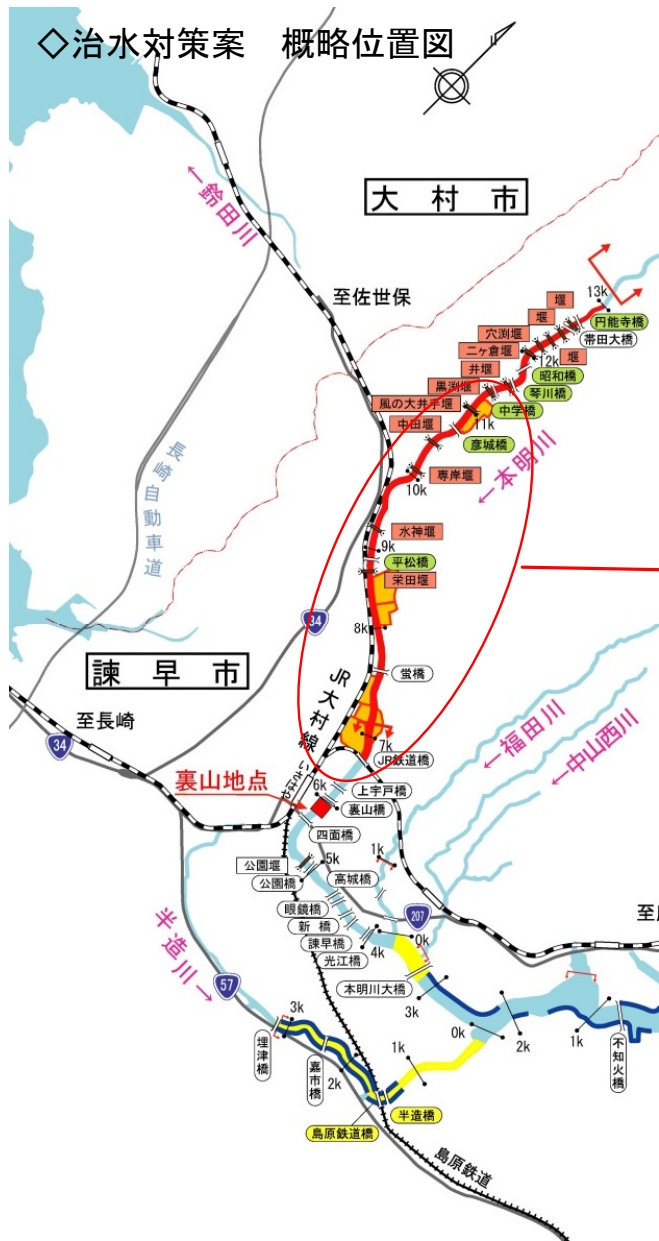 ◇治水対策案　概略位置図
大 村 市
←鈴田川
至佐世保
13k
堰
堰
円能寺橋
穴渕堰
帯田大橋
二ヶ倉堰
12k
堰
井堰
昭和橋
黒渕堰
琴川橋
風の大井手堰
中学橋
11k
中田堰
彦城橋
←本明川
専岸堰
10k
長崎自動車道
水神堰
9k
平松橋
栄田堰
34
8k
諫 早 市
蛍橋
JR大村線
至長崎
34
7k
JR鉄道橋
←福田川
←中山西川
いさはや
裏山地点
6k
上宇戸橋
裏山橋
四面橋
1k
公園堰
5k
公園橋
高城橋
眼鏡橋
207
新 橋
諫早橋
光江橋
4k
0k
本明川大橋
半造川→
57
3k
3k
0k
2k
1k
不知火橋
埋津橋
嘉市橋
2k
1k
半造橋
島原鉄道橋
島原鉄道